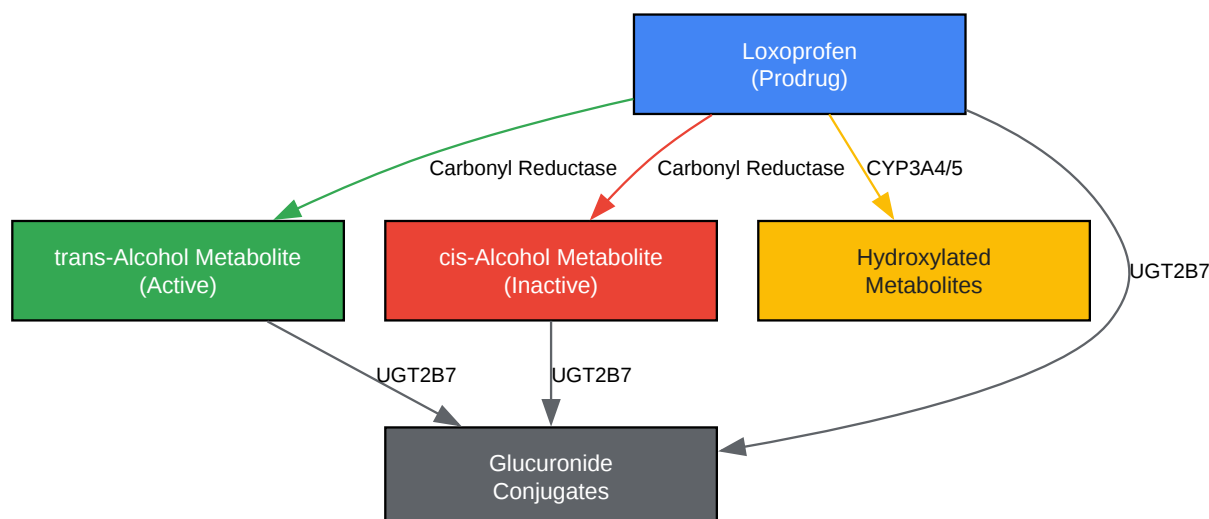 Loxoprofen
(Prodrug)
Carbonyl Reductase
Carbonyl Reductase
CYP3A4/5
trans-Alcohol Metabolite
(Active)
cis-Alcohol Metabolite
(Inactive)
Hydroxylated
Metabolites
UGT2B7
UGT2B7
UGT2B7
Glucuronide
Conjugates